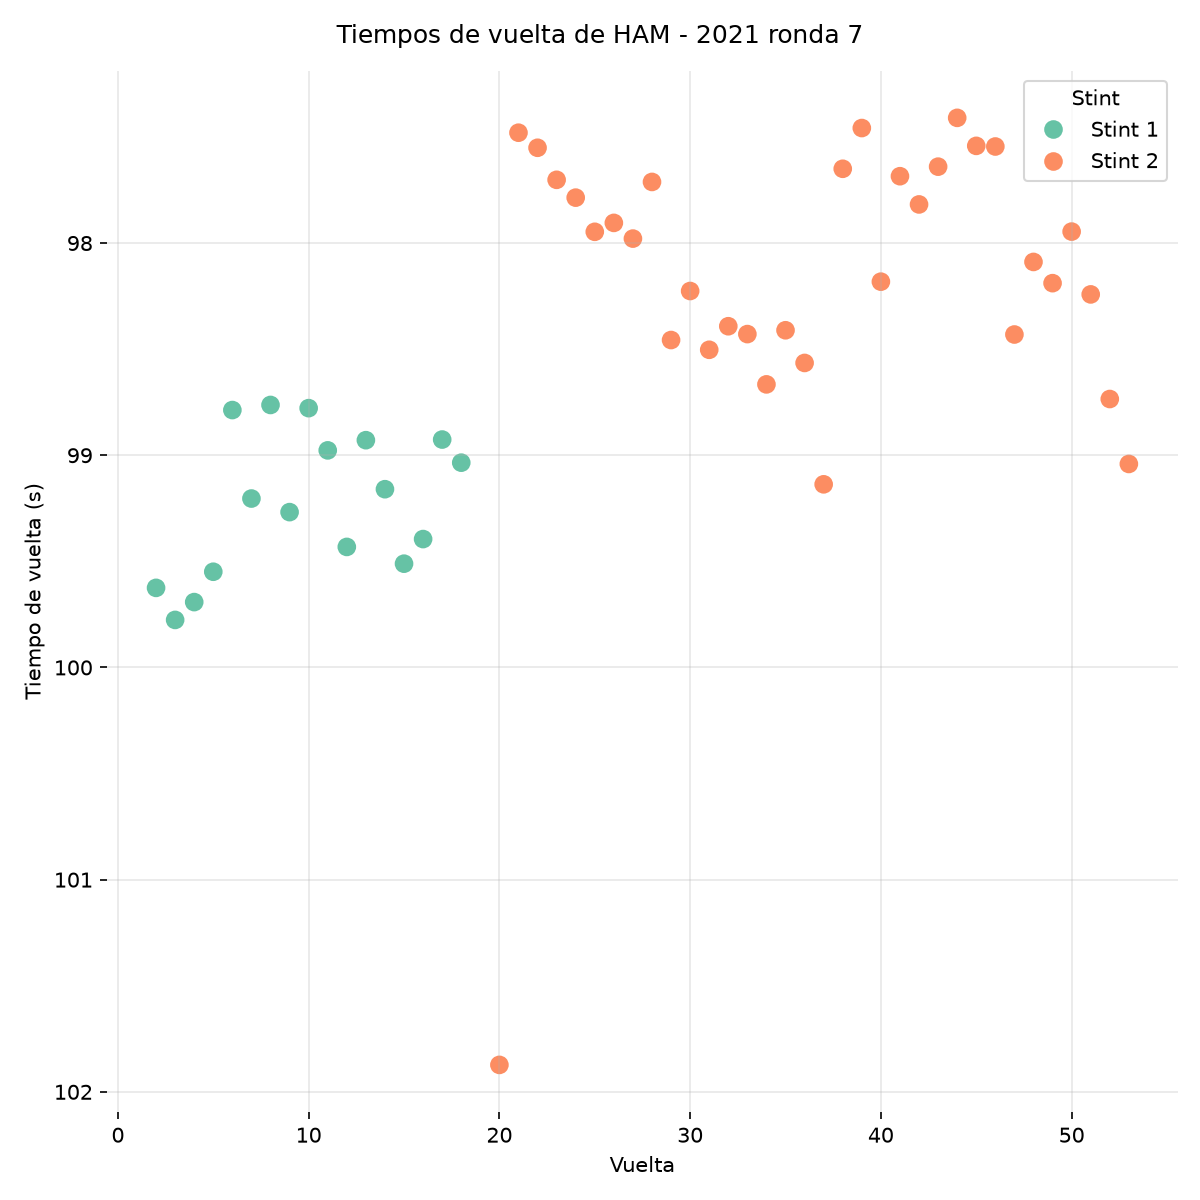 Tiempos de vuelta de HAM - 2021 ronda 7
Stint
Stint 1
Stint 2
Tiempo de vuelta (s)
98
99
100
101
102
0
10
20
30
40
50
Vuelta